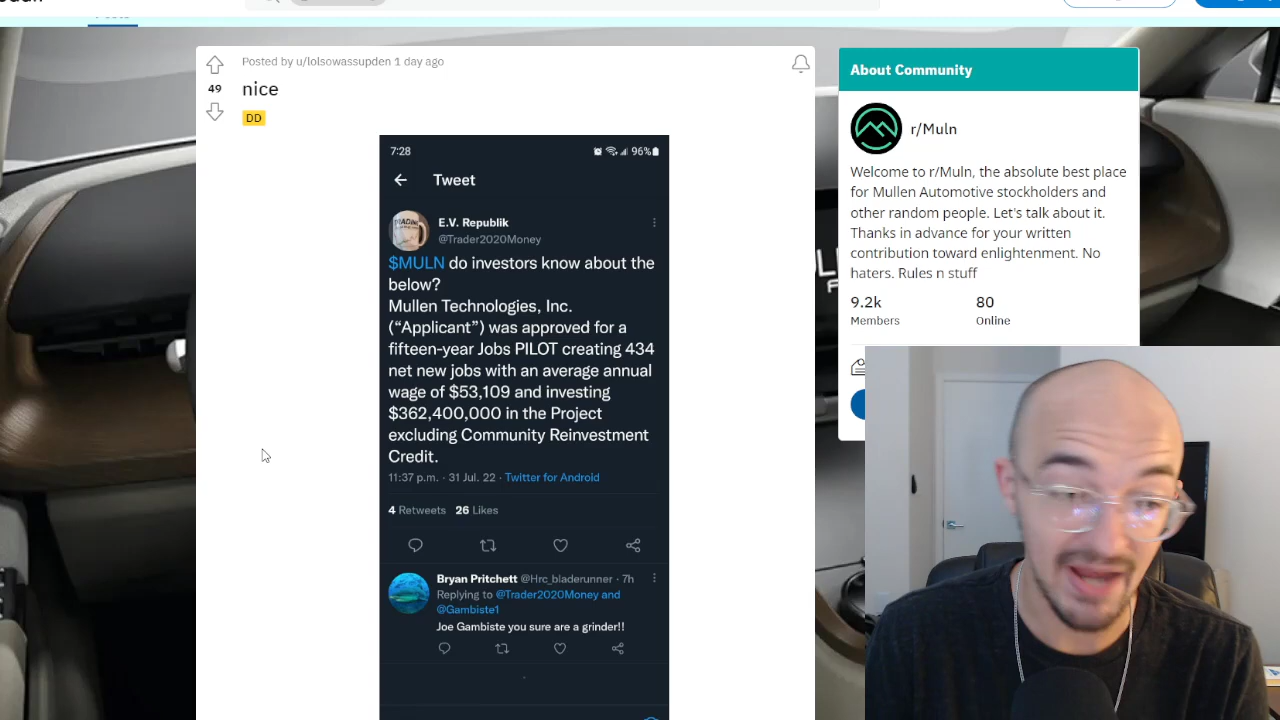 Posts
Posted by u/lolsowassupden 1 day ago
49
nice
DD
7:28
96%
Tweet
MADE
E.V. Republik
@Trader2020Money
$MULN do investors know about the
below?
Mullen Technologies, Inc.
(“Applicant”) was approved for a
fifteen-year Jobs PILOT creating 434
net new jobs with an average annual
wage of $53,109 and investing
$362,400,000 in the Project
excluding Community Reinvestment
Credit.
11:37 p.m. · 31 Jul. 22 · Twitter for Android
4 Retweets 26 Likes
Bryan Pritchett @Hrc_bladerunner · 7h
Replying to @Trader2020Money and
@Gambiste1
Joe Gambiste you sure are a grinder!!
About Community
r/Muln
Welcome to r/Muln, the absolute best place
for Mullen Automotive stockholders and
other random people. Let's talk about it.
Thanks in advance for your written
contribution toward enlightenment. No
haters. Rules n stuff
9.2k
Members
80
Online